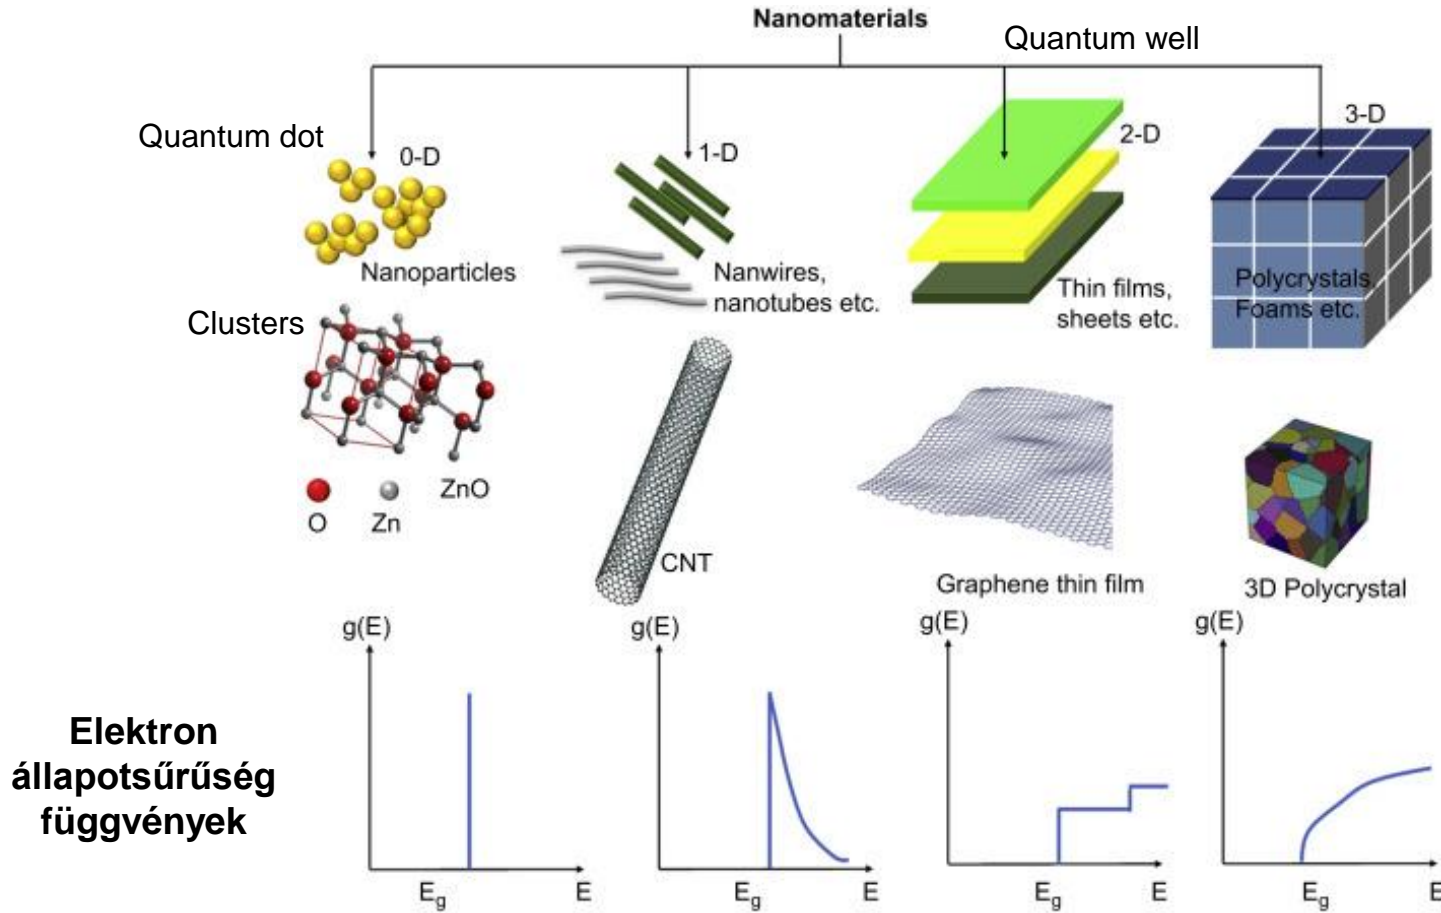 Nanomaterials
Quantum well
Quantum dot
0-D
1-D
2-D
3-D
Nanoparticles
Nanwires,
nanotubes etc.
Thin films,
sheets etc.
Polycrystals,
Foams etc.
Clusters
O
Zn
ZnO
CNT
Graphene thin film
3D Polycrystal
g(E)
g(E)
g(E)
g(E)
Elektron
állapotsűrűség
függvények
Eg
E
Eg
E
Eg
E
Eg
E